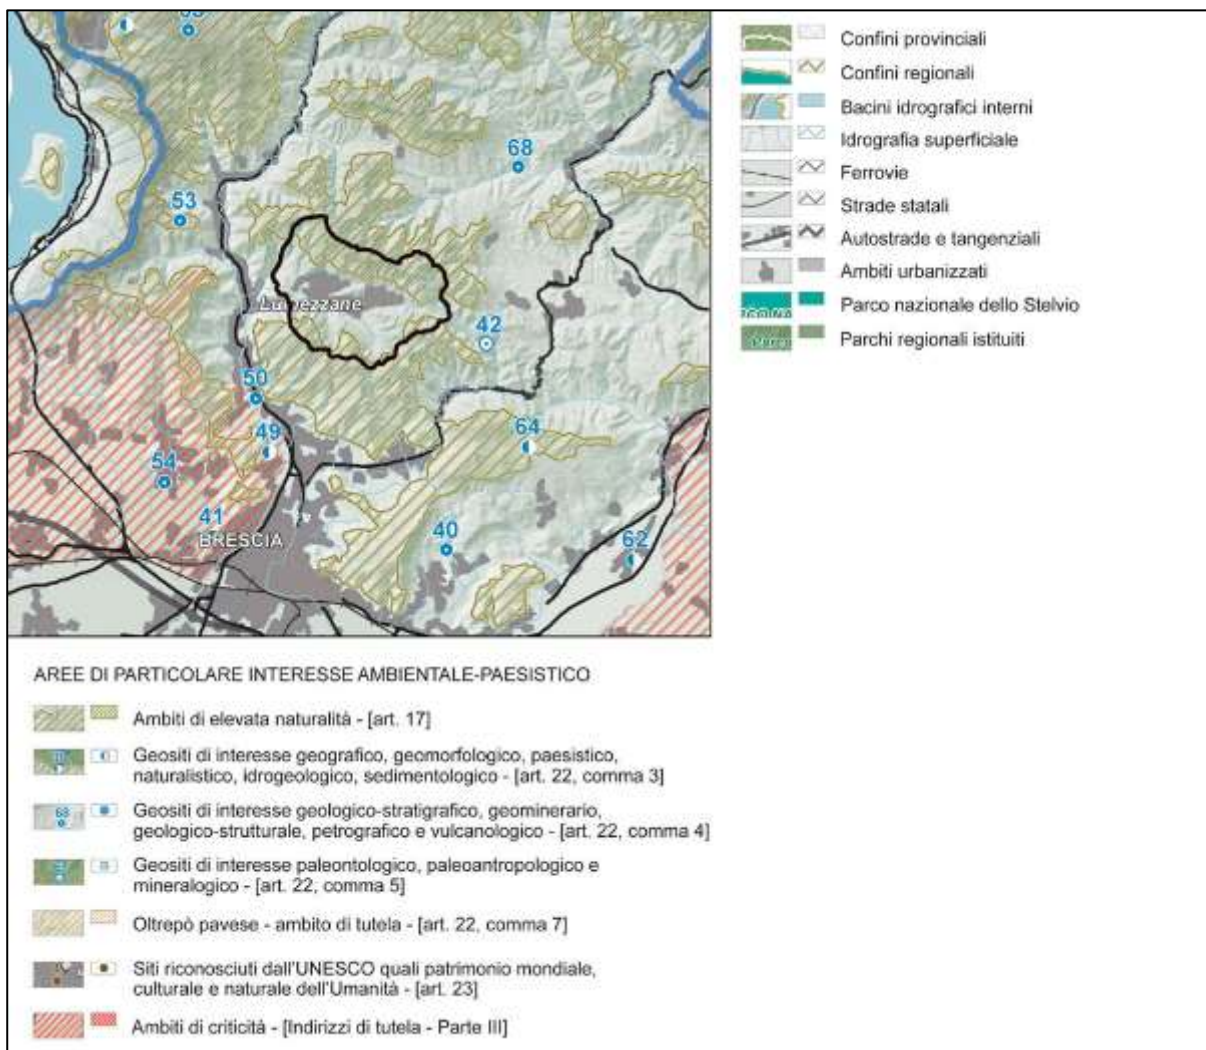 68
53
Lumezzane
42
50
49
64
54
41
BRESCIA
40
62
Confini provinciali
Confini regionali
Bacini idrografici interni
Idrografia superficiale
Ferrovie
Strade statali
Autostrade e tangenziali
Ambiti urbanizzati
Parco nazionale dello Stelvio
Parchi regionali istituiti
AREE DI PARTICOLARE INTERESSE AMBIENTALE-PAESISTICO
Ambiti di elevata naturalità - [art. 17]
Geositi di interesse geografico, geomorfologico, paesistico,
naturalistico, idrogeologico, sedimentologico - [art. 22, comma 3]
68
Geositi di interesse geologico-stratigrafico, geominerario,
geologico-strutturale, petrografico e vulcanologico - [art. 22, comma 4]
Geositi di interesse paleontologico, paleoantropologico e
mineralogico - [art. 22, comma 5]
Oltrepò pavese - ambito di tutela - [art. 22, comma 7]
Siti riconosciuti dall'UNESCO quali patrimonio mondiale,
culturale e naturale dell'Umanità - [art. 23]
Ambiti di criticità - [Indirizzi di tutela - Parte III]